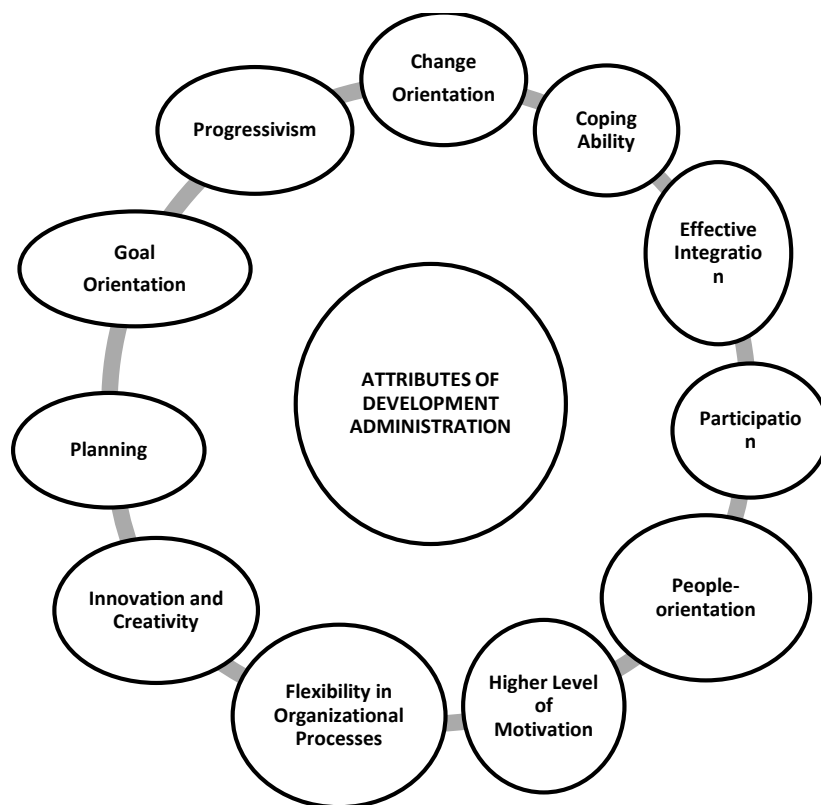 Change
Orientation
Coping
Ability
Effective
Integratio
n
Participatio
n
People-
orientation
Higher Level
of
Motivation
Flexibility in
Organizational
Processes
Innovation and
Creativity
Planning
Goal
Orientation
Progressivism
ATTRIBUTES OF
DEVELOPMENT
ADMINISTRATION